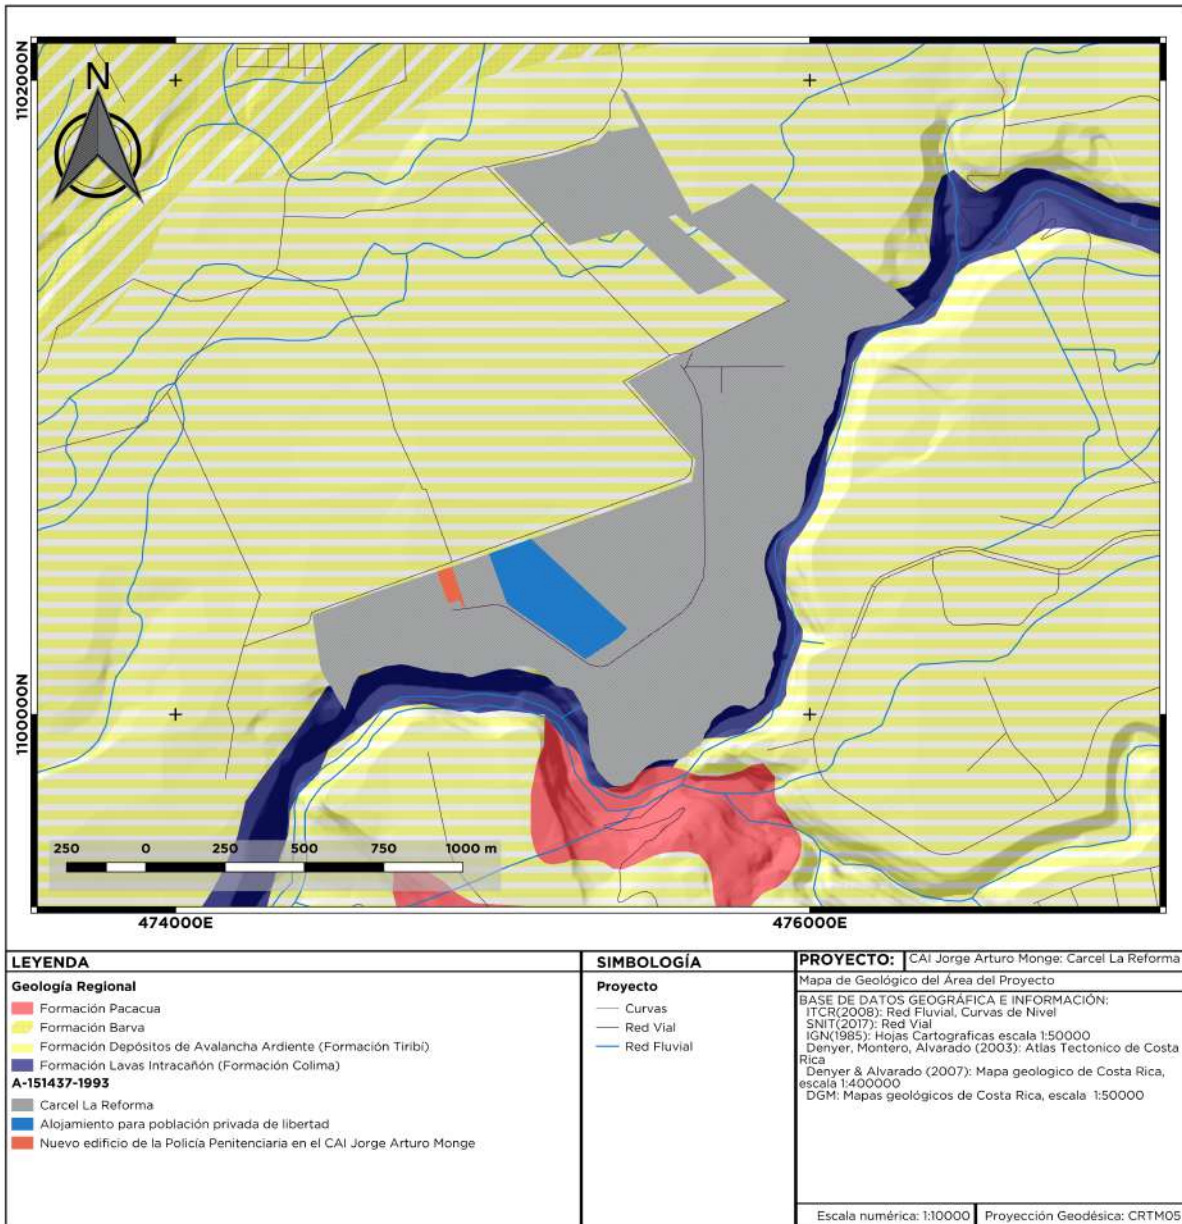 N
1102000N
1100000N
250 0 250 500 750 1000 m
474000E
476000E
LEYENDA
Geología Regional
Formación Pacacua
Formación Barva
Formación Depósitos de Avalancha Ardiente (Formación Tiribí)
Formación Lavas Intracañón (Formación Colima)
A-151437-1993
Carcel La Reforma
Alojamiento para población privada de libertad
Nuevo edificio de la Policía Penitenciaria en el CAI Jorge Arturo Monge
SIMBOLOGÍA
Proyecto
Curvas
Red Vial
Red Fluvial
PROYECTO: CAI Jorge Arturo Monge: Carcel La Reforma
Mapa de Geológico del Área del Proyecto
BASE DE DATOS GEOGRÁFICA E INFORMACIÓN:
ITCR(2008): Red Fluvial, Curvas de Nivel
SNIT(2017): Red Vial
IGN(1985): Hojas Cartograficas escala 1:50000
Denyer, Montero, Alvarado (2003): Atlas Tectonico de Costa
Rica
Denyer & Alvarado (2007): Mapa geologico de Costa Rica,
escala 1:400000
DGM: Mapas geológicos de Costa Rica, escala 1:50000
Escala numérica: 1:10000 Proyección Geodésica: CRTM05